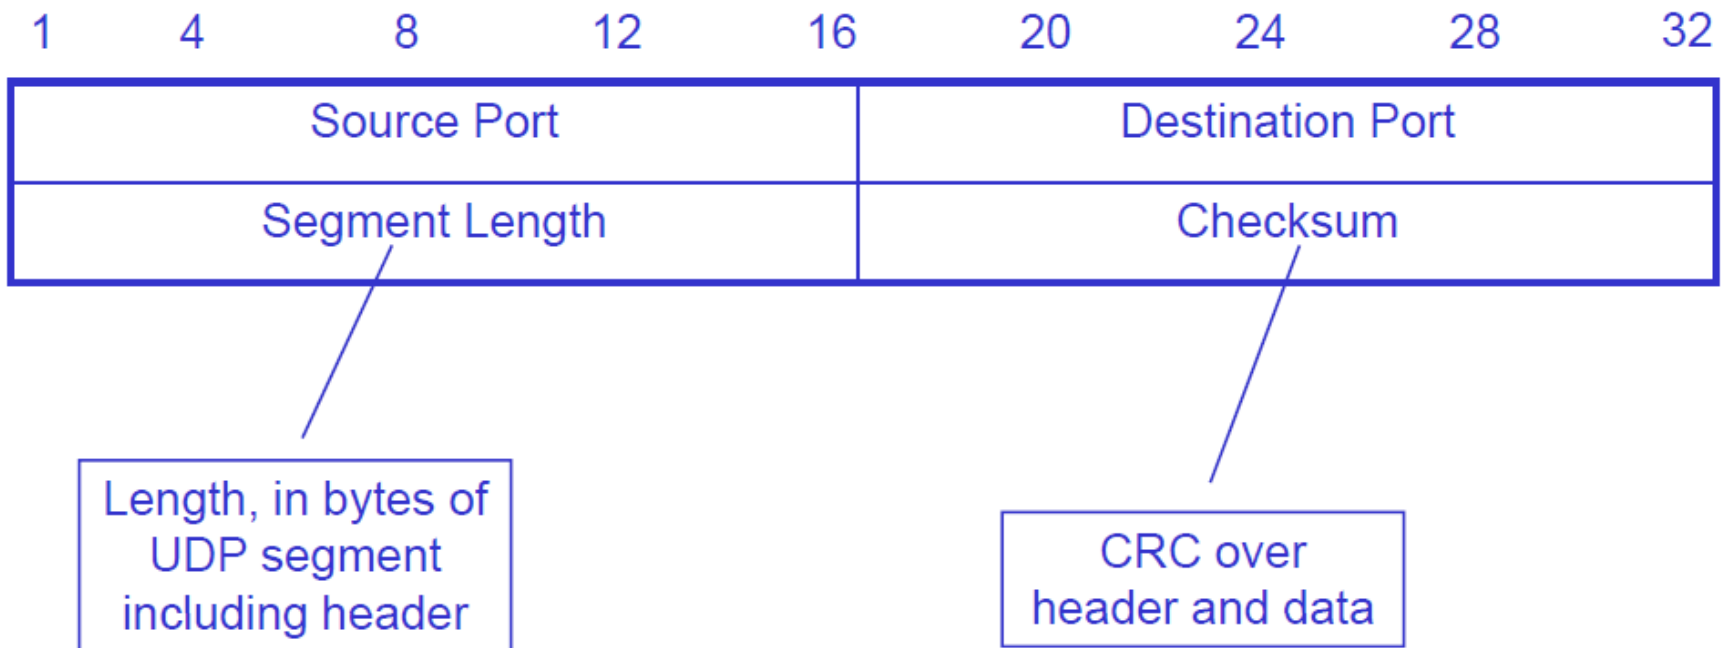 1 4 8 12 16 20 24 28 32
Source Port Destination Port
Segment Length Checksum
Length, in bytes of
UDP segment
including header
CRC over
header and data